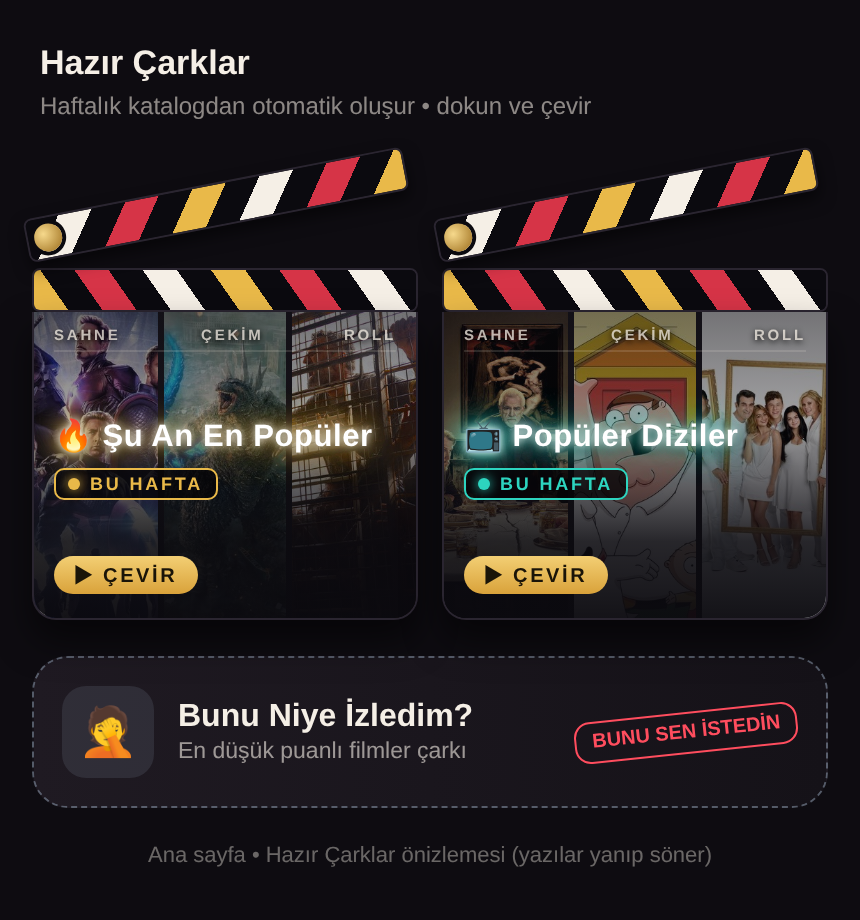 Hazır Çarklar
Haftalık katalogdan otomatik oluşur • dokun ve çevir
SAHNE ÇEKİM ROLL
🔥 Şu An En Popüler
BU HAFTA
▶ ÇEVİR
SAHNE ÇEKİM ROLL
📺 Popüler Diziler
BU HAFTA
▶ ÇEVİR
Bunu Niye İzledim?
En düşük puanlı filmler çarkı
BUNU SEN İSTEDİN
Ana sayfa • Hazır Çarklar önizlemesi (yazılar yanıp söner)